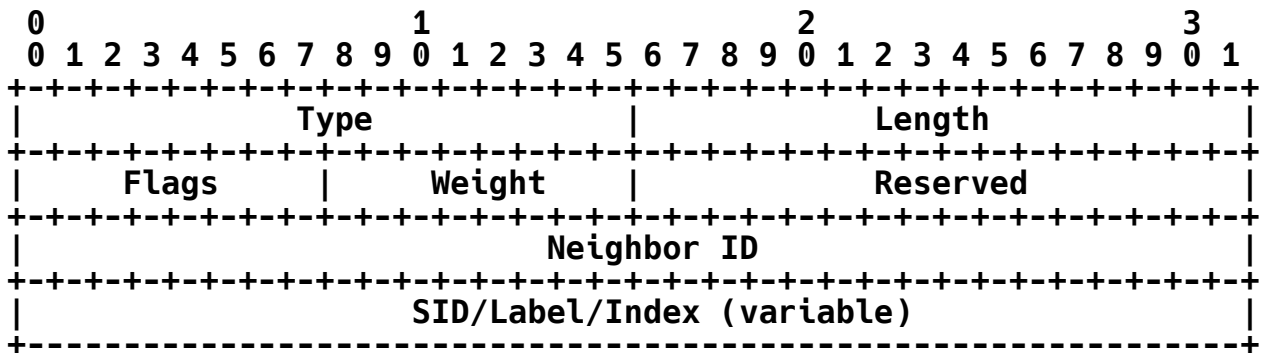 0                   1                   2                   3
 0 1 2 3 4 5 6 7 8 9 0 1 2 3 4 5 6 7 8 9 0 1 2 3 4 5 6 7 8 9 0 1
+-+-+-+-+-+-+-+-+-+-+-+-+-+-+-+-+-+-+-+-+-+-+-+-+-+-+-+-+-+-+-+-+
|              Type             |            Length             |
+-+-+-+-+-+-+-+-+-+-+-+-+-+-+-+-+-+-+-+-+-+-+-+-+-+-+-+-+-+-+-+-+
|     Flags     |     Weight    |            Reserved           |
+-+-+-+-+-+-+-+-+-+-+-+-+-+-+-+-+-+-+-+-+-+-+-+-+-+-+-+-+-+-+-+-+
|                           Neighbor ID                         |
+-+-+-+-+-+-+-+-+-+-+-+-+-+-+-+-+-+-+-+-+-+-+-+-+-+-+-+-+-+-+-+-+
|                    SID/Label/Index (variable)                 |
+---------------------------------------------------------------+